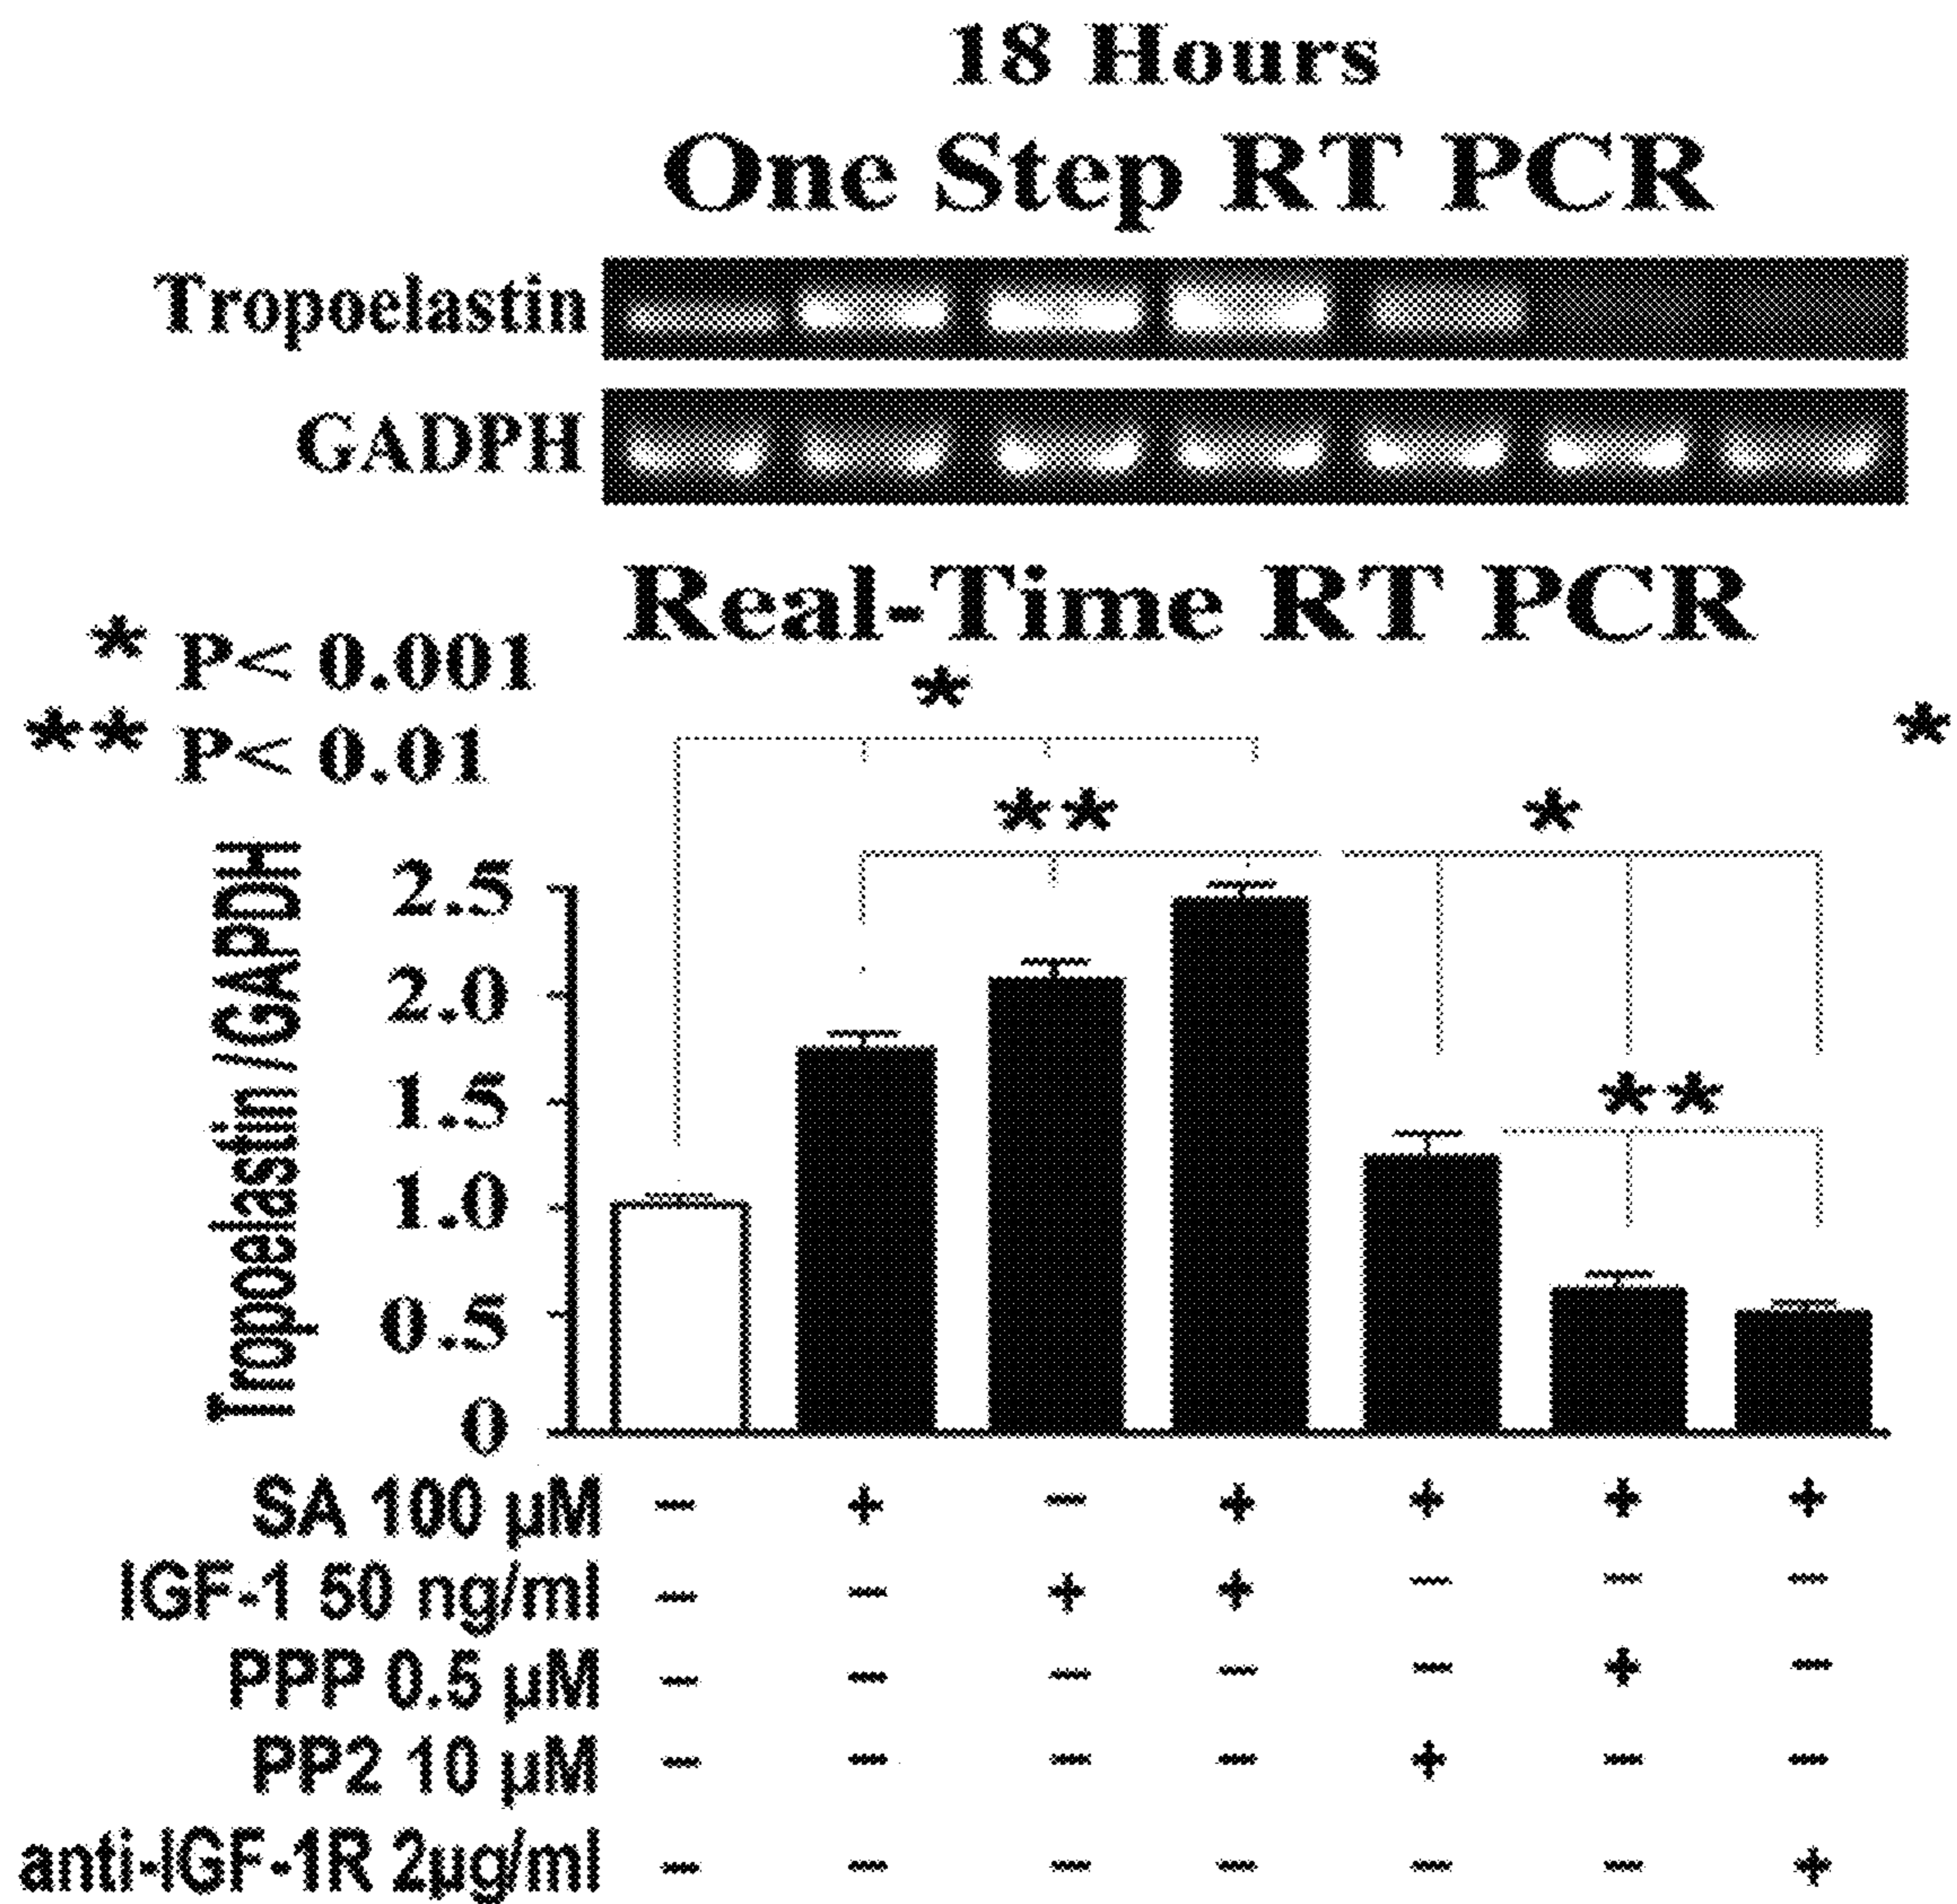 18 Hours
One Step RT PCR
Tropoelastin
GADPH
Real-Time RT PCR
* P< 0.001
** P< 0.01
*
*
**
*
**
Tropoelastin/GAPDH
2.5
2.0
1.5
1.0
0.5
0
SA 100 µM – + – + + + +
IGF-1 50 ng/ml – – + + – – –
PPP 0.5 µM – – – – – + –
PP2 10 µM – – – – + – –
anti-IGF-1R 2µg/ml – – – – – – +